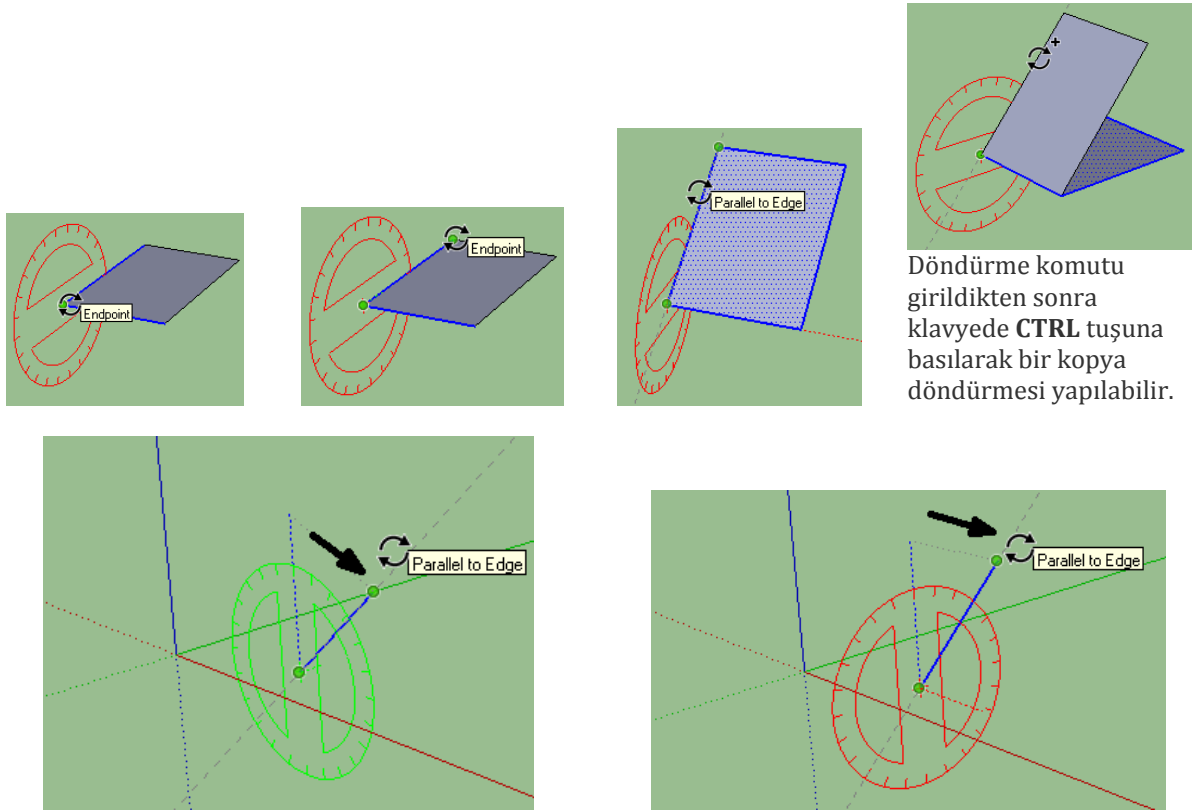 Endpoint
Endpoint
Parallel to Edge
Döndürme komutu
girildikten sonra
klavyede CTRL tuşuna
basılarak bir kopya
döndürmesi yapılabilir.
Parallel to Edge
Parallel to Edge